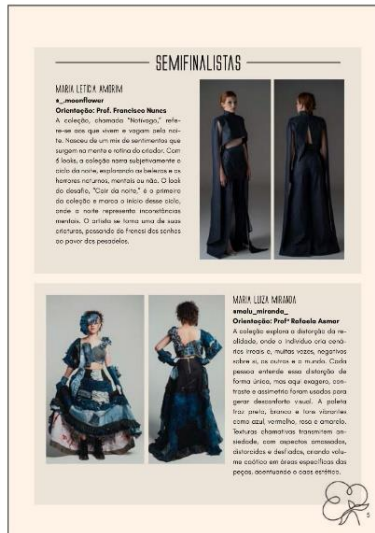 SEMIFINALISTAS
MARIA LETICIA AMORIM
a_.moonflower
Orientação: Prof. Francisco Nunes
A coleção, chamada "Notívago," refe-
re-se aos que vivem e vagam pela noi-
te. Nasceu de um mix de sentimentos que
surgem na mente e rotina do criador. Com
6 looks, a coleção narra subjetivamente o
ciclo da noite, explorando as belezas e os
horrores noturnos, mentais ou não. O look
do desafio, "Cair da noite," é o primeiro
da coleção e marca o início desse ciclo,
onde a noite representa inconstâncias
mentais. O artista se torna uma de suas
criaturas, passando do frenesi dos sonhos
ao pavor dos pesadelos.
MARIA LUIZA MIRANDA
amalu_miranda_
Orientação: Profª Rafaela Asmar
A coleção explora a distorção da re-
alidade, onde o indivíduo cria cená-
rios irreais e, muitas vezes, negativos
sobre si, os outros e o mundo. Cada
pessoa entende essa distorção de
forma única, mas aqui exagero, con-
traste e assimetria foram usados para
gerar desconforto visual. A paleta
traz preto, branco e tons vibrantes
como azul, vermelho, rosa e amarelo.
Texturas chamativas transmitem an-
siedade, com aspectos amassados,
distorcidos e desfiados, criando volu-
me caótico em áreas específicas das
peças, acentuando o caos estético.